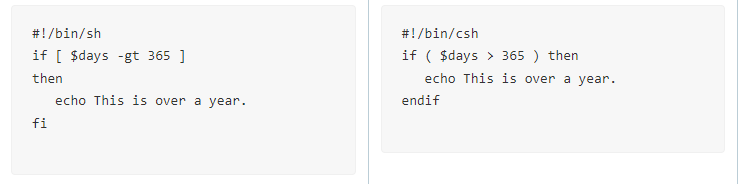 #!/bin/sh
if [ $days -gt 365 ]
then
   echo This is over a year.
fi
#!/bin/csh
if ( $days > 365 ) then
   echo This is over a year.
endif